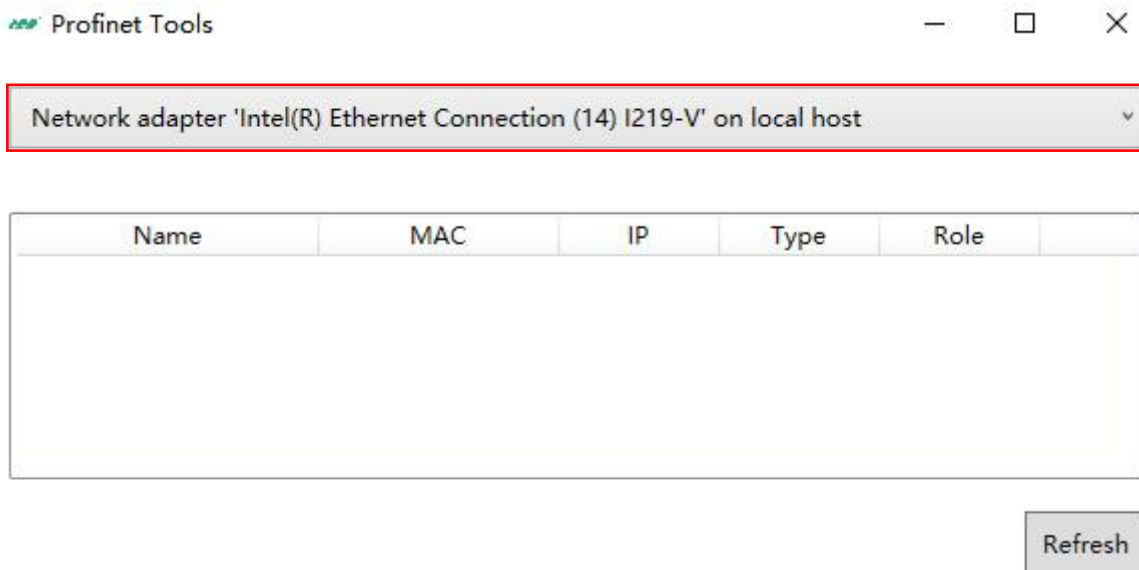 Profinet Tools
Network adapter 'Intel(R) Ethernet Connection (14) I219-V' on local host
Name MAC IP Type Role
Refresh